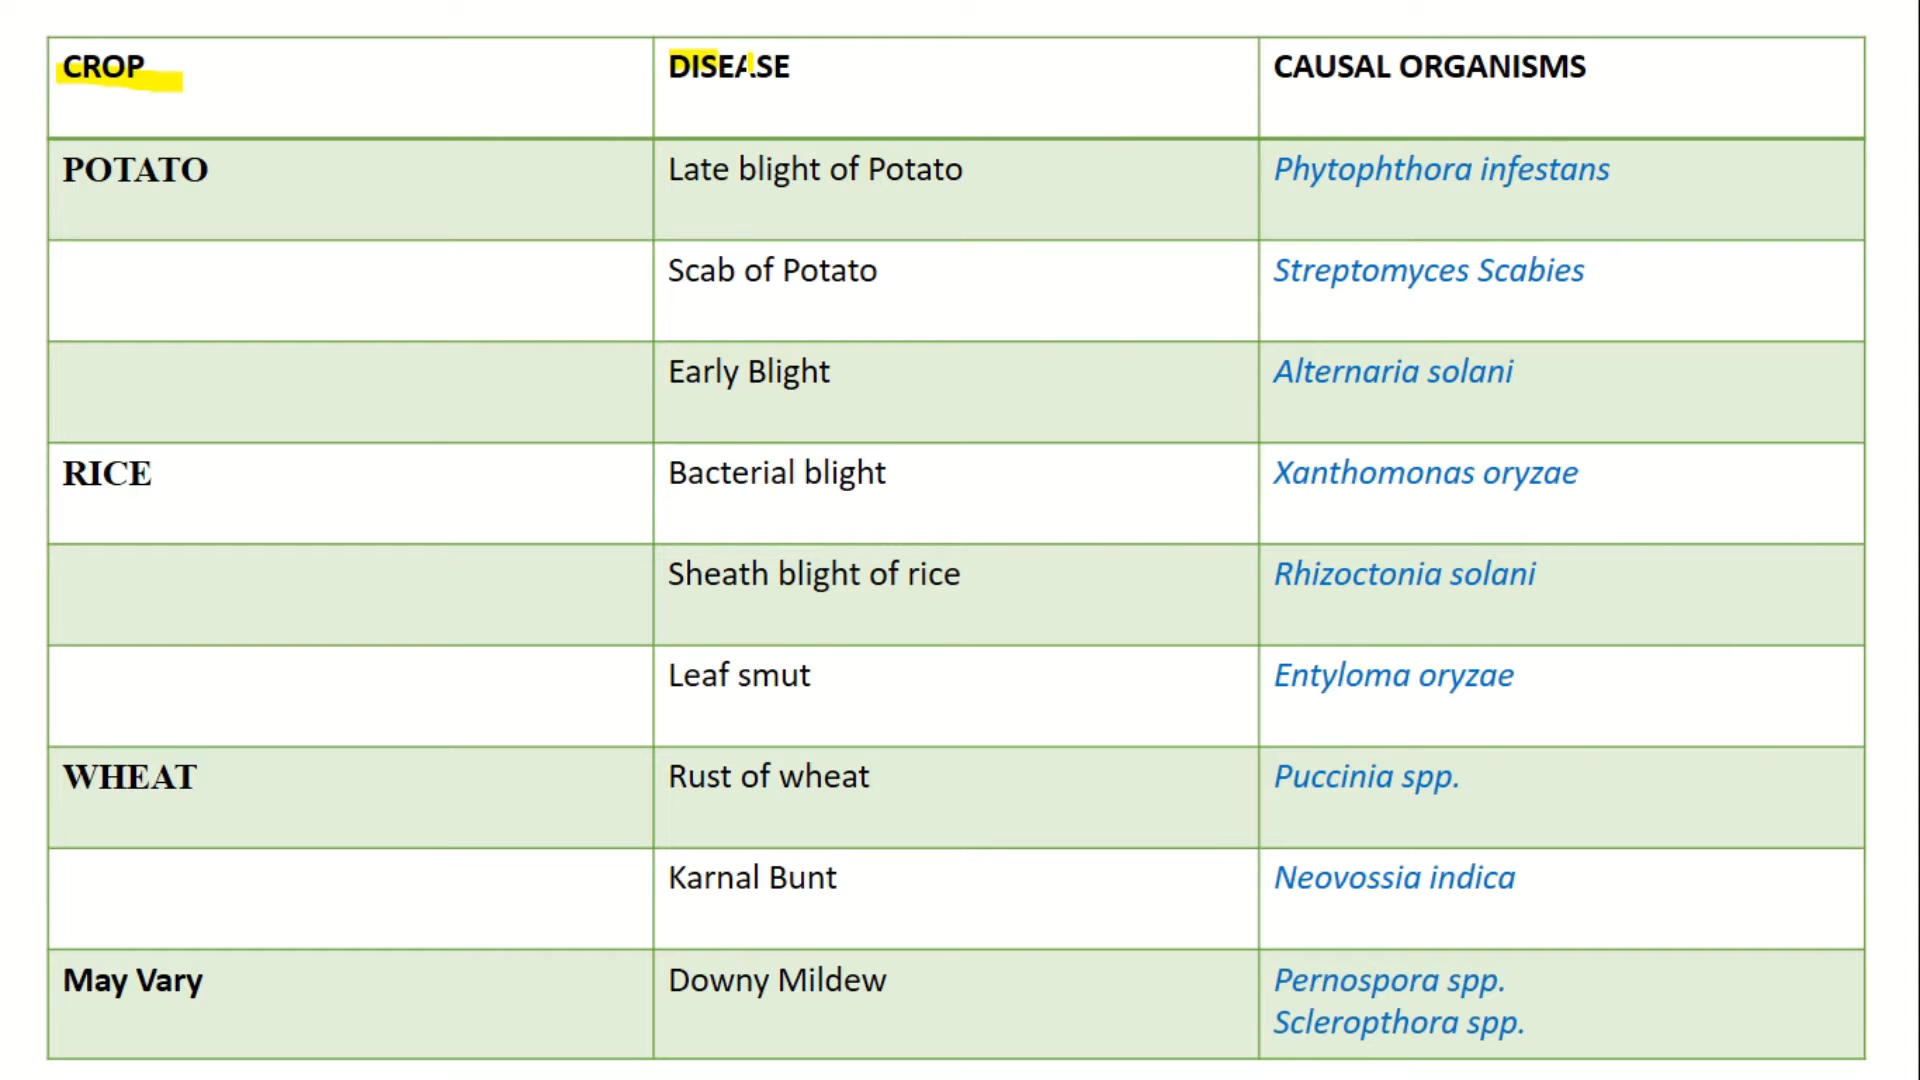 CROP DISEASE CAUSAL ORGANISMS
POTATO Late blight of Potato Phytophthora infestans
Scab of Potato Streptomyces Scabies
Early Blight Alternaria solani
RICE Bacterial blight Xanthomonas oryzae
Sheath blight of rice Rhizoctonia solani
Leaf smut Entyloma oryzae
WHEAT Rust of wheat Puccinia spp.
Karnal Bunt Neovossia indica
May Vary Downy Mildew Pernospora spp.
Scleropthora spp.